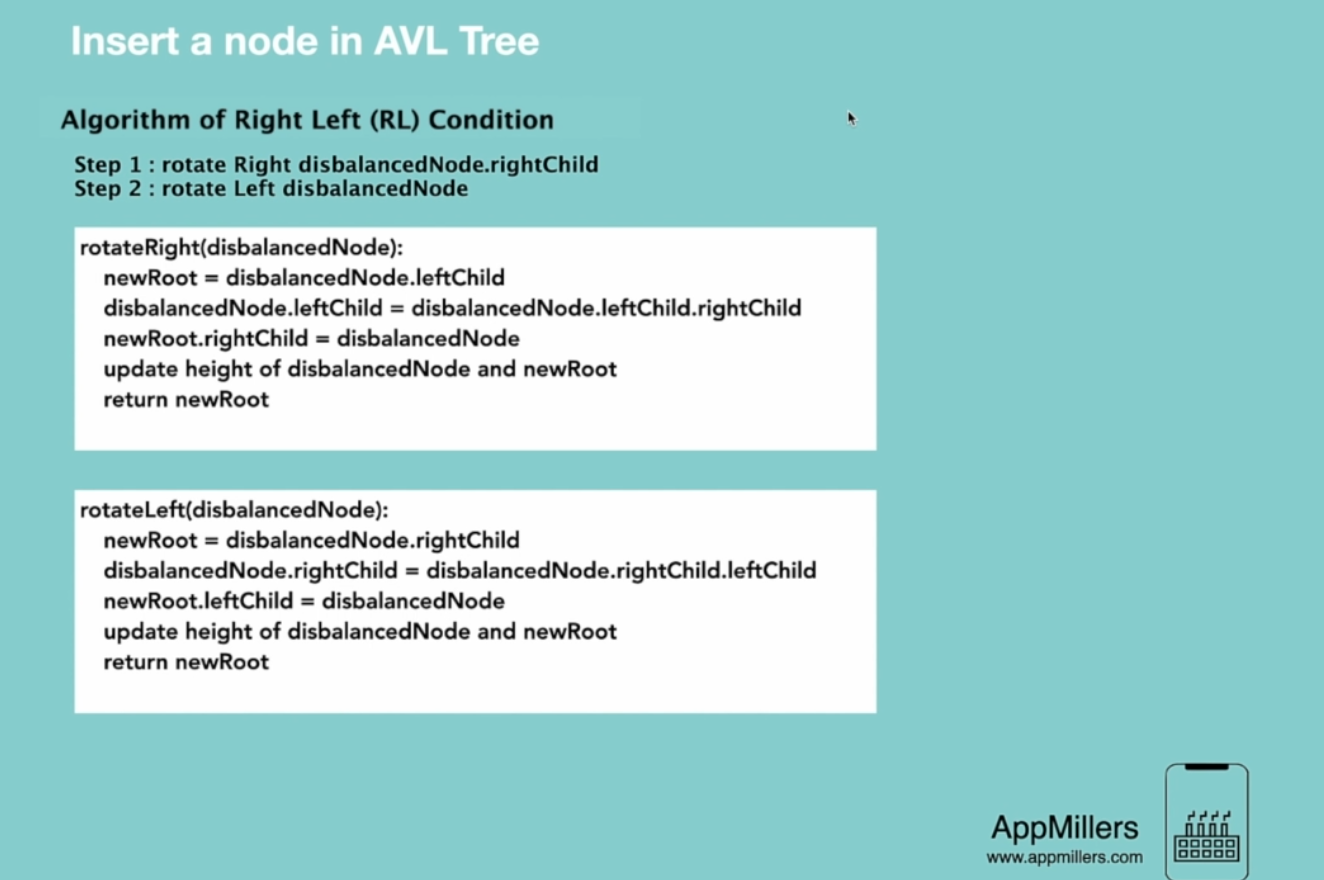 Insert a node in AVL Tree
Algorithm of Right Left (RL) Condition
Step 1 : rotate Right disbalancedNode.rightChild
Step 2 : rotate Left disbalancedNode
rotateRight(disbalancedNode):
newRoot = disbalancedNode.leftChild
disbalancedNode.leftChild = disbalancedNode.leftChild.rightChild
newRoot.rightChild = disbalancedNode
update height of disbalancedNode and newRoot
return newRoot
rotateLeft(disbalancedNode):
newRoot = disbalancedNode.rightChild
disbalancedNode.rightChild = disbalancedNode.rightChild.leftChild
newRoot.leftChild = disbalancedNode
update height of disbalancedNode and newRoot
return newRoot
AppMillers
www.appmillers.com